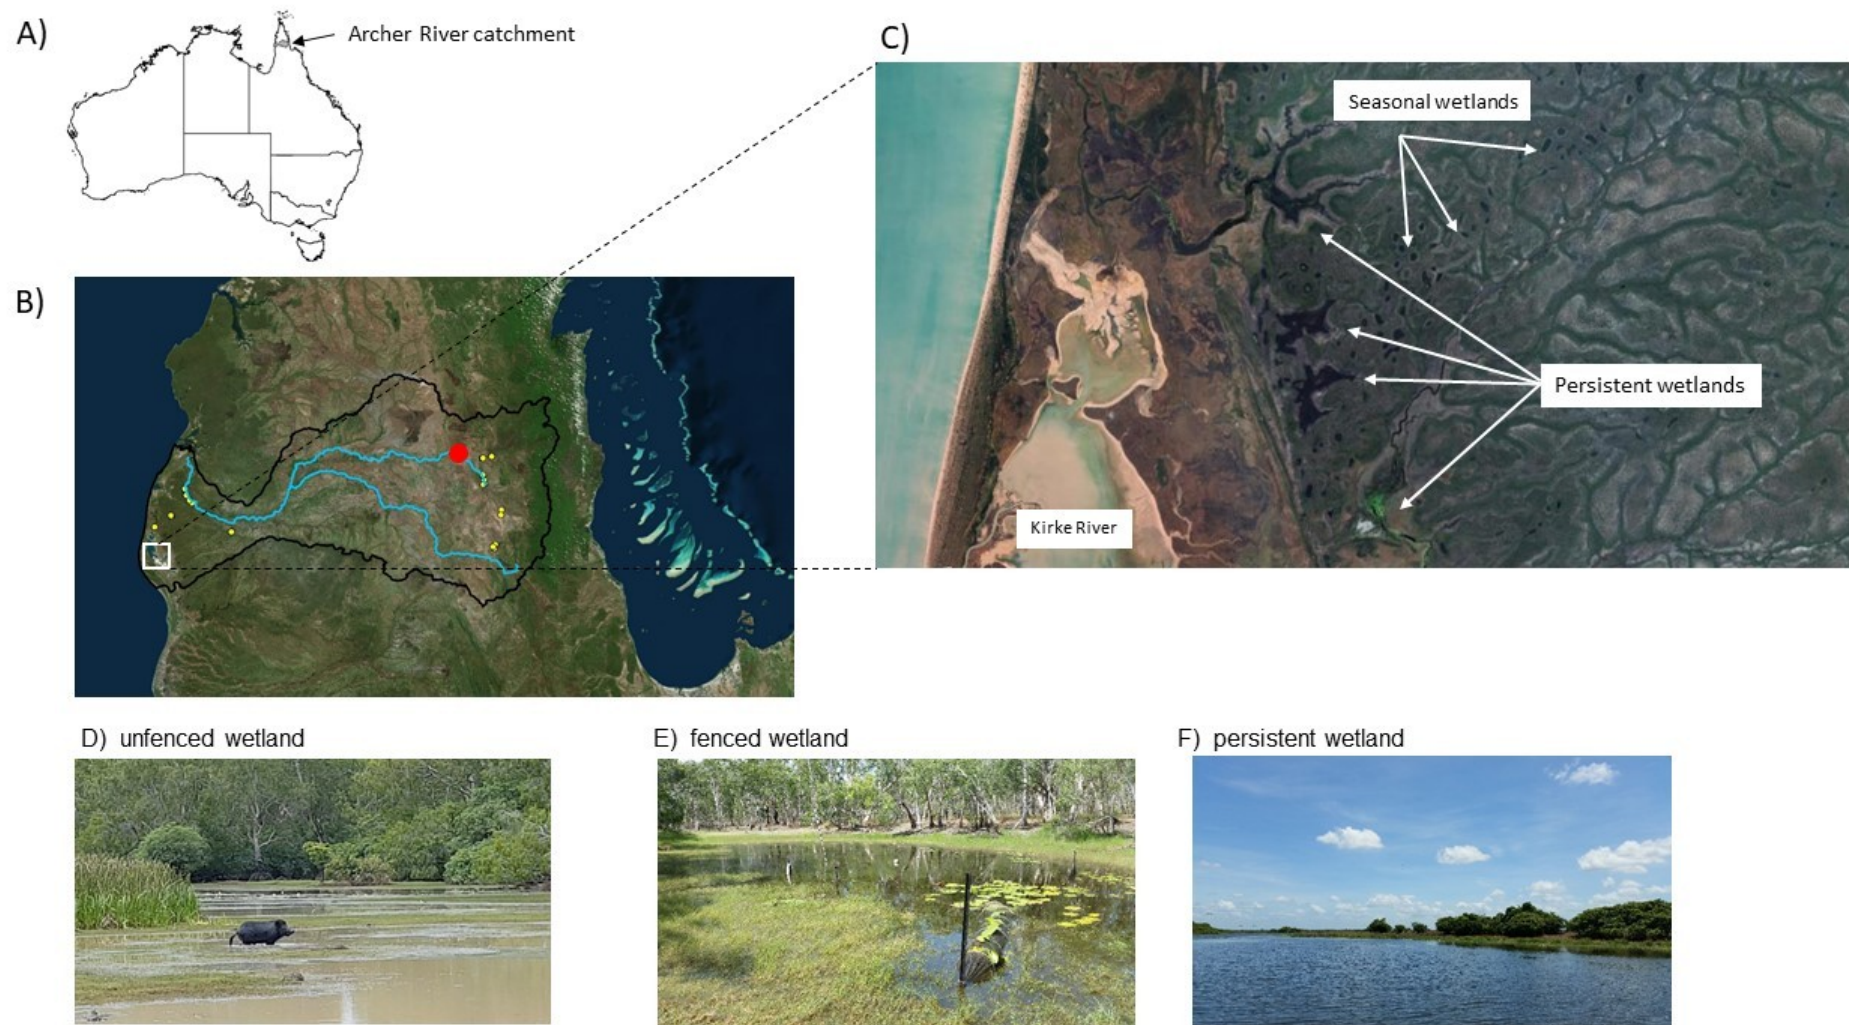 A)
Archer River catchment
C)
Seasonal wetlands
Persistent wetlands
Kirke River
B)
D) unfenced wetland
E) fenced wetland
F) persistent wetland